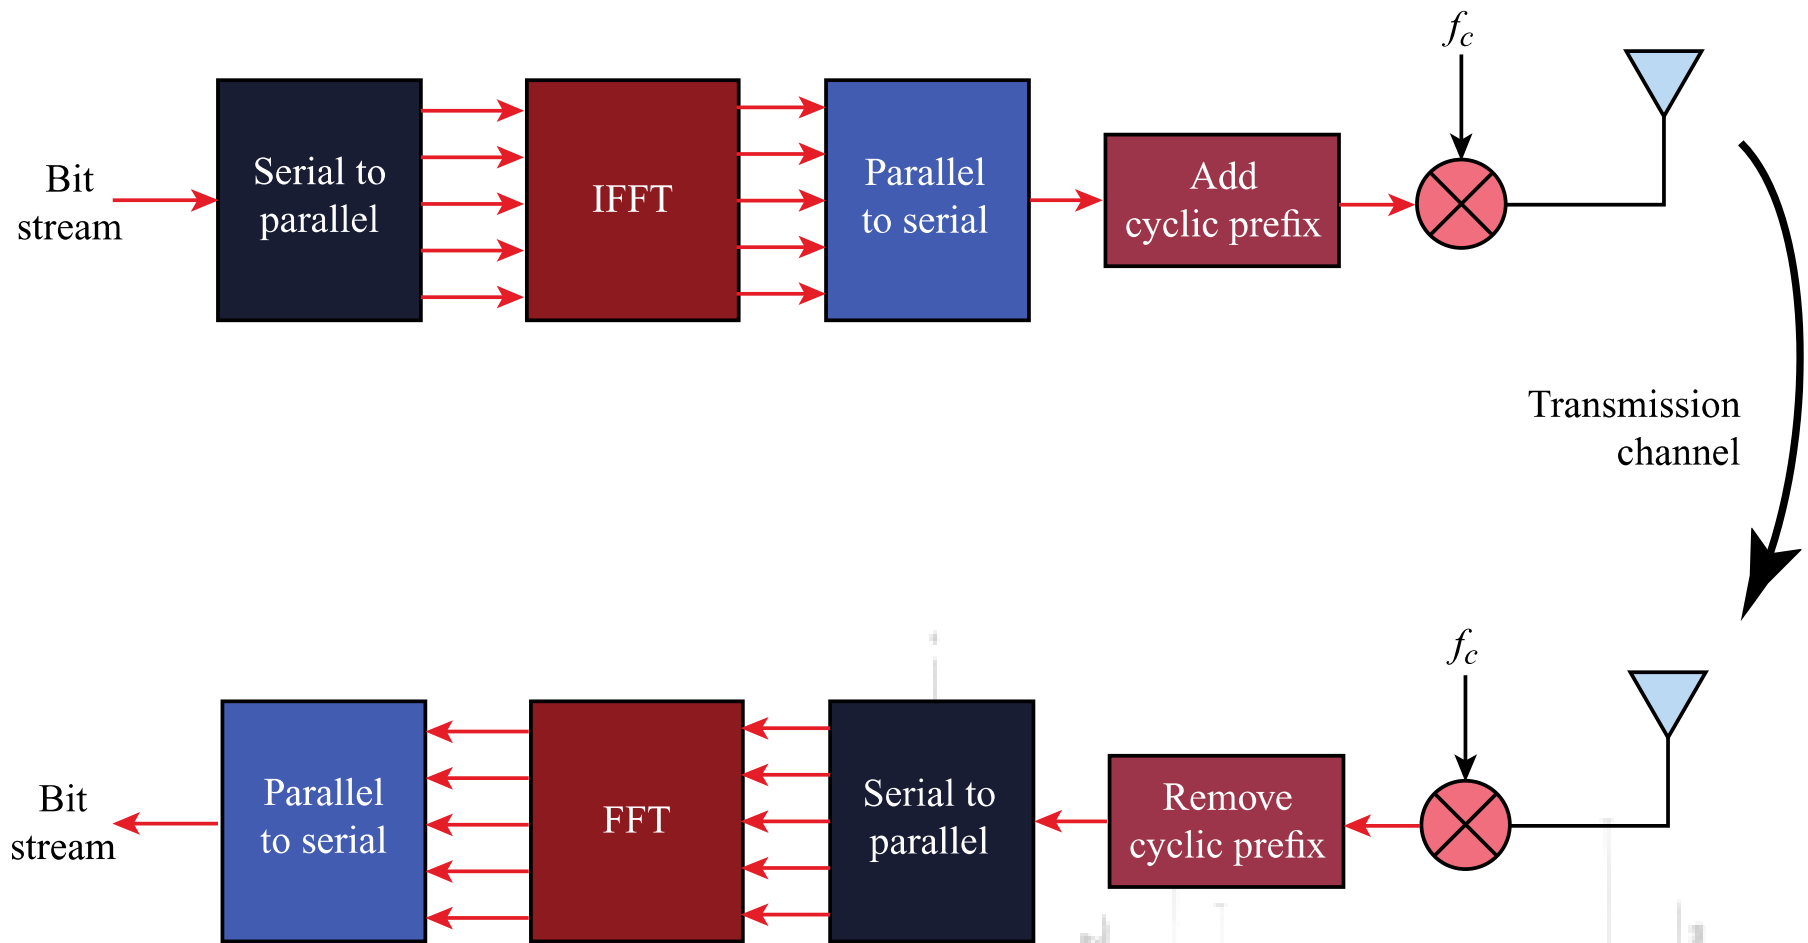 f_c
Bit
stream
Serial to
parallel
IFFT
Parallel
to serial
Add
cyclic prefix
Transmission
channel
f_c
Bit
stream
Parallel
to serial
FFT
Serial to
parallel
Remove
cyclic prefix